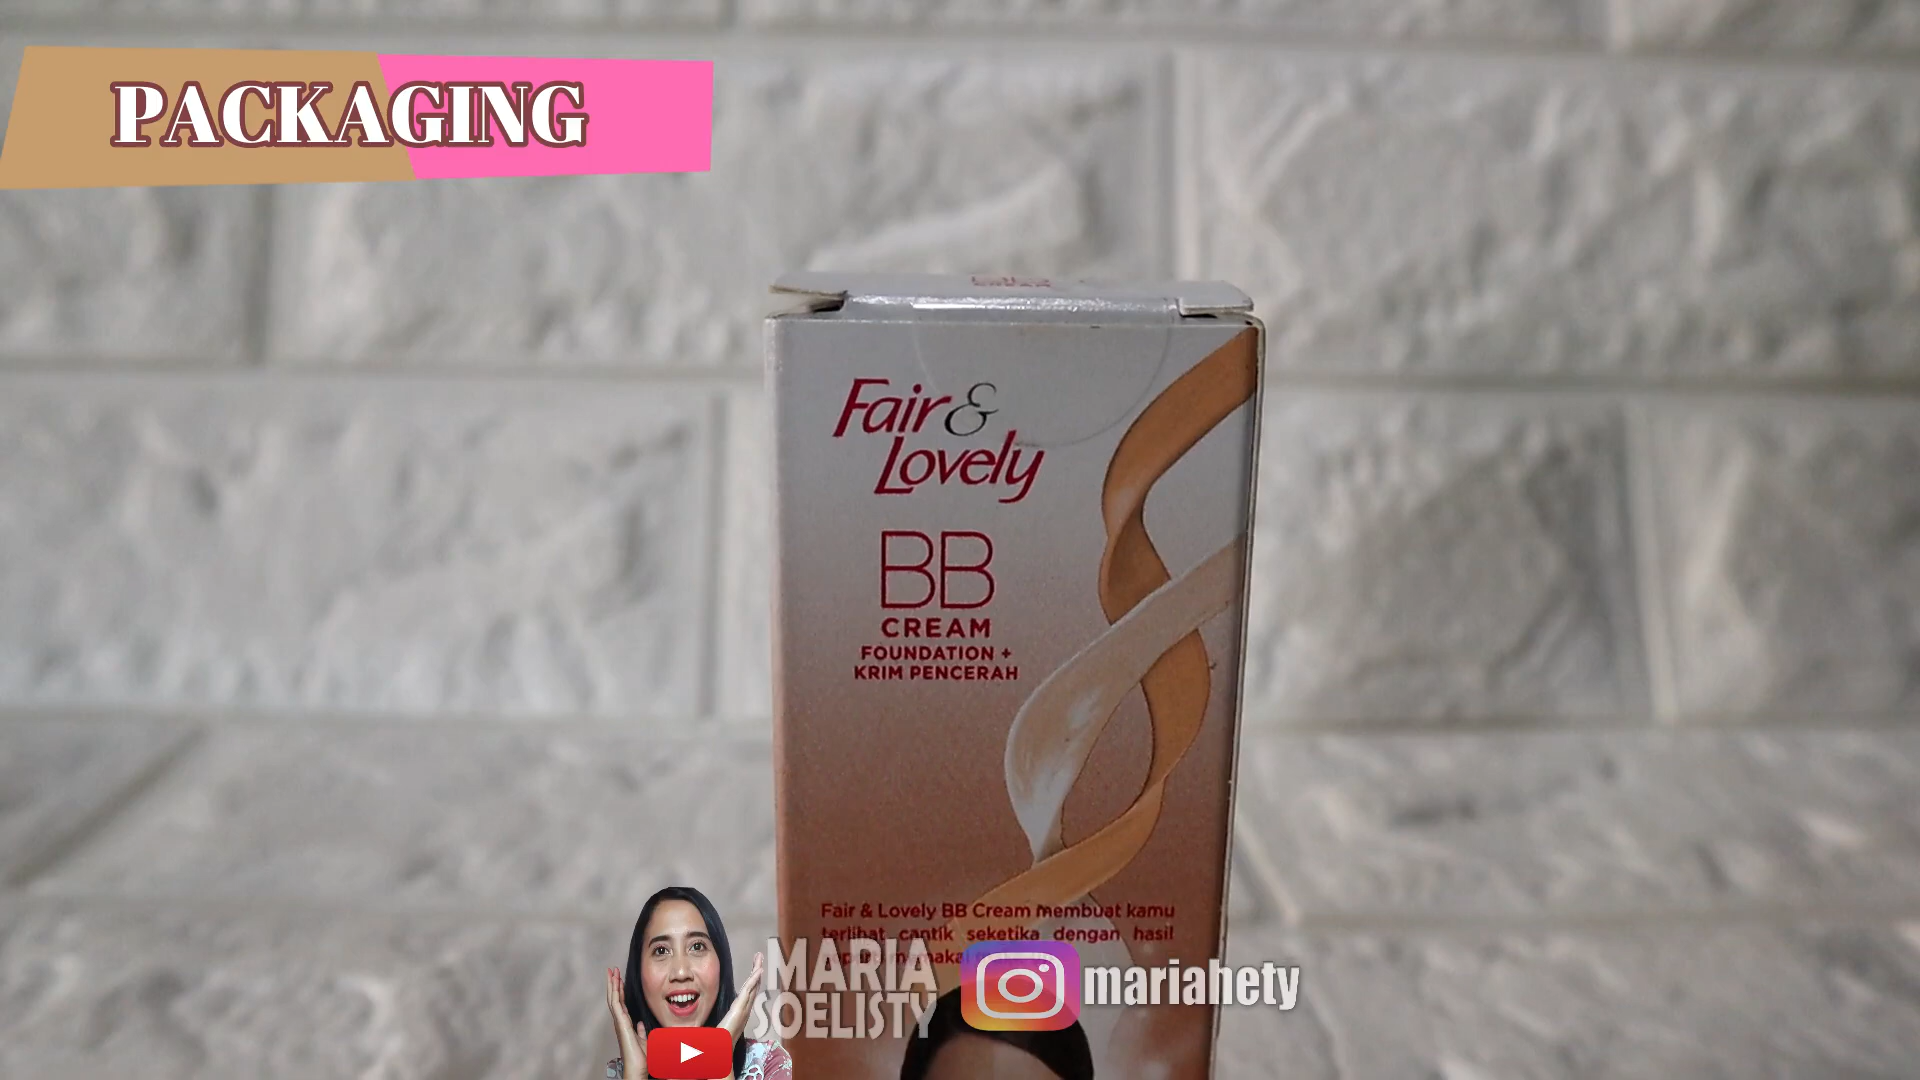 PACKAGING
Fair &
Lovely
BB
CREAM
FOUNDATION +
KRIM PENCERAH
Fair & Lovely BB Cream membuat kamu
terlihat cantik seketika dengan hasil
MARIA
SOELISTY
mariahety